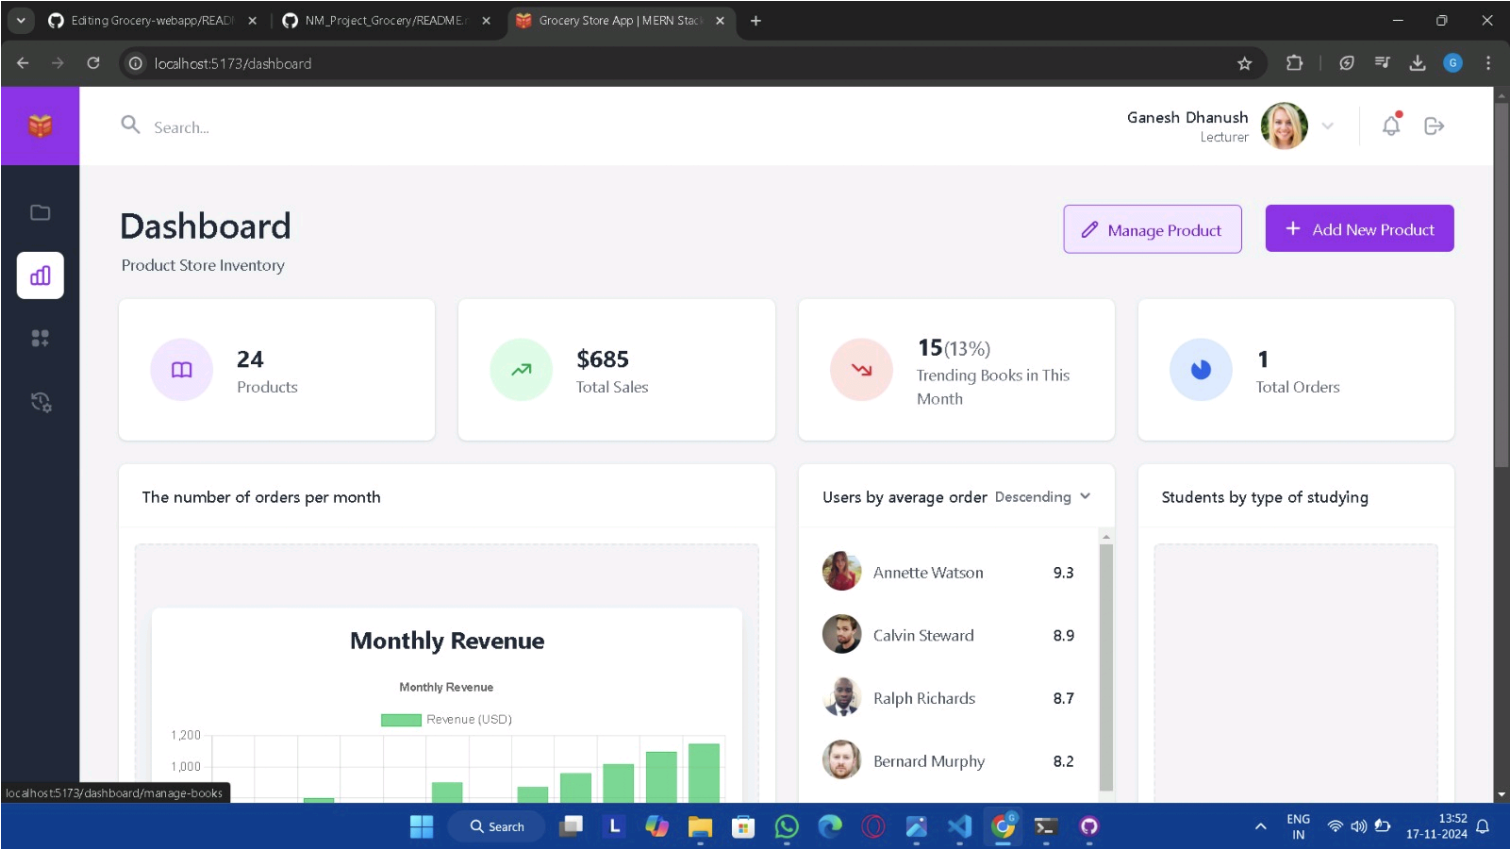 Editing Grocery-webapp/READ
NM_Project_Grocery/README.
Grocery Store App | MERN Stack
localhost:5173/dashboard
G
Search...
Ganesh Dhanush
Lecturer
Dashboard
Product Store Inventory
Manage Product
+ Add New Product
24
Products
$685
Total Sales
15(13%)
Trending Books in This
Month
1
Total Orders
The number of orders per month
Monthly Revenue
Monthly Revenue
Revenue (USD)
1,200
1,000
Users by average order Descending
Annette Watson 9.3
Calvin Steward 8.9
Ralph Richards 8.7
Bernard Murphy 8.2
Students by type of studying
localhost:5173/dashboard/manage-books
Search
L
G
ENG
IN
13:52
17-11-2024